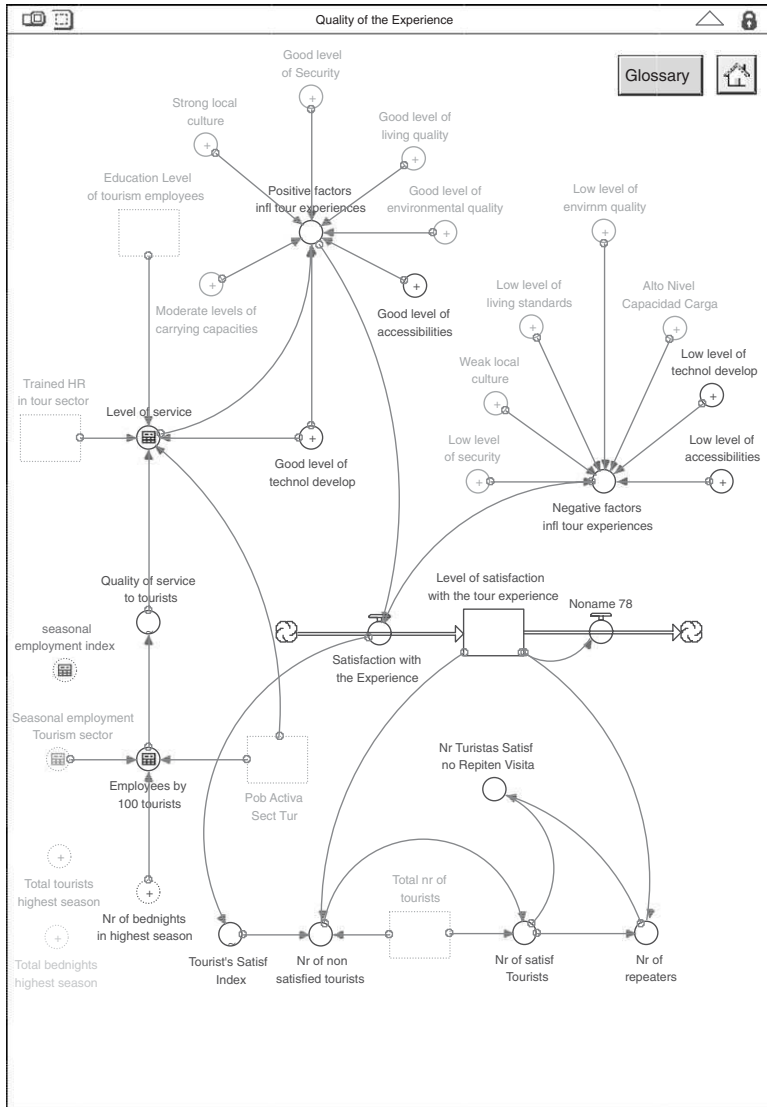 Quality of the Experience
Glossary
Good level
of Security
Strong local
culture
Good level of
living quality
Education Level
of tourism employees
Positive factors
infl tour experiences
Good level of
environmental quality
Low level of
envirnm quality
Moderate levels of
carrying capacities
Good level of
accessibilities
Low level of
living standards
Alto Nivel
Capacidad Carga
Weak local
culture
Low level of
technol develop
Trained HR
in tour sector
Level of service
Good level of
technol develop
Low level
of security
Low level of
accessibilities
Negative factors
infl tour experiences
Quality of service
to tourists
Level of satisfaction
with the tour experience
Noname 78
seasonal
employment index
Satisfaction with
the Experience
Seasonal employment
Tourism sector
Employees by
100 tourists
Pob Activa
Sect Tur
Nr Turistas Satisf
no Repiten Visita
Total tourists
highest season
Nr of bednights
in highest season
Total nr of
tourists
Total bednights
highest season
Tourist's Satisf
Index
Nr of non
satisfied tourists
Nr of satisf
Tourists
Nr of
repeaters